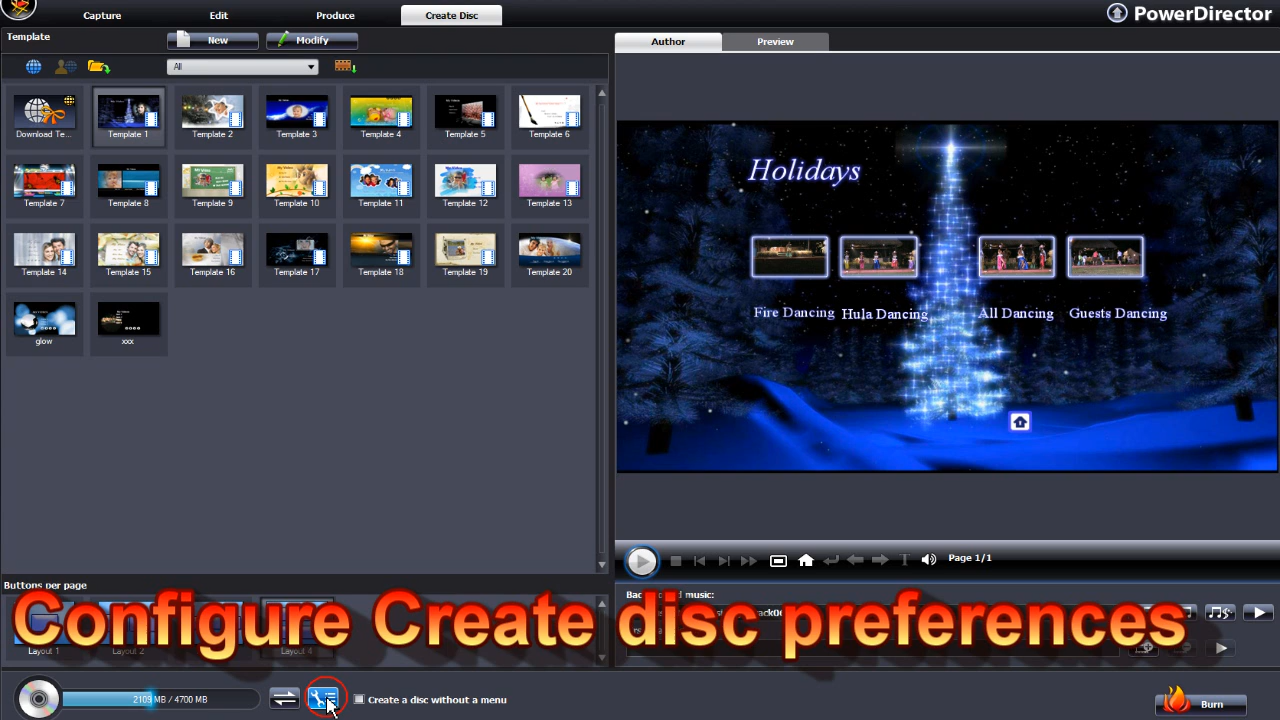 Capture Edit Produce Create Disc PowerDirector
Template New Modify Author Preview
All
Download Te... Template 1 Template 2 Template 3 Template 4 Template 5 Template 6
Template 7 Template 8 Template 9 Template 10 Template 11 Template 12 Template 13
Template 14 Template 15 Template 16 Template 17 Template 18 Template 19 Template 20
glow xxx
Holidays
Fire Dancing Hula Dancing All Dancing Guests Dancing
Page 1/1
Buttons per page
music:
Configure Create disc preferences
Layout 1 Layout 2 Layout 4
2109 MB / 4700 MB
Create a disc without a menu
Burn